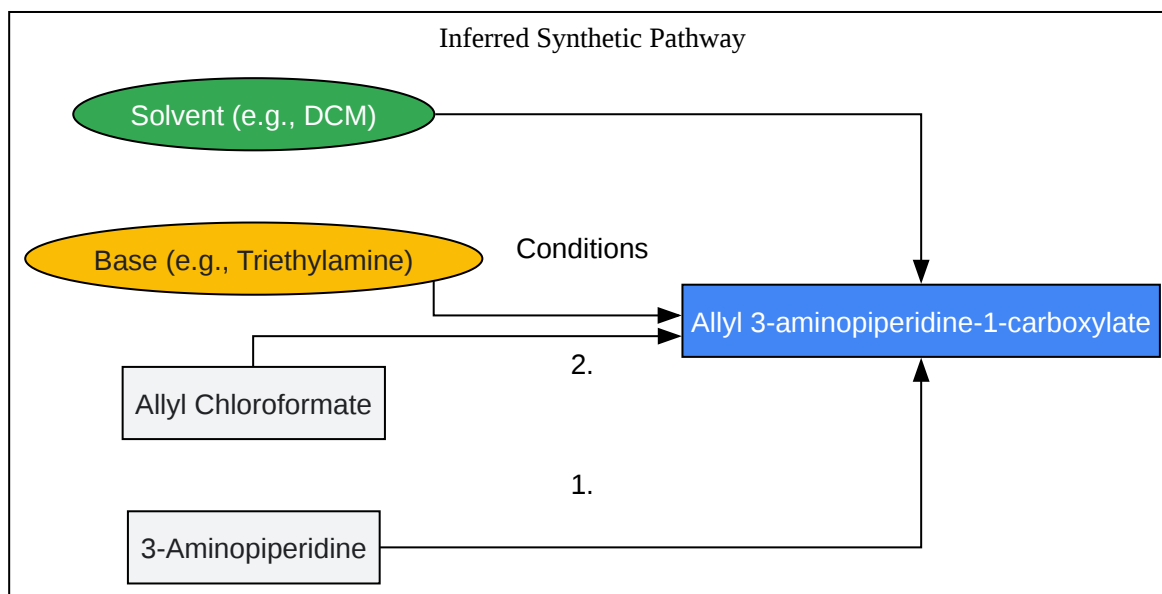 Inferred Synthetic Pathway
Solvent (e.g., DCM)
Base (e.g., Triethylamine)
Conditions
Allyl 3-aminopiperidine-1-carboxylate
2.
Allyl Chloroformate
1.
3-Aminopiperidine